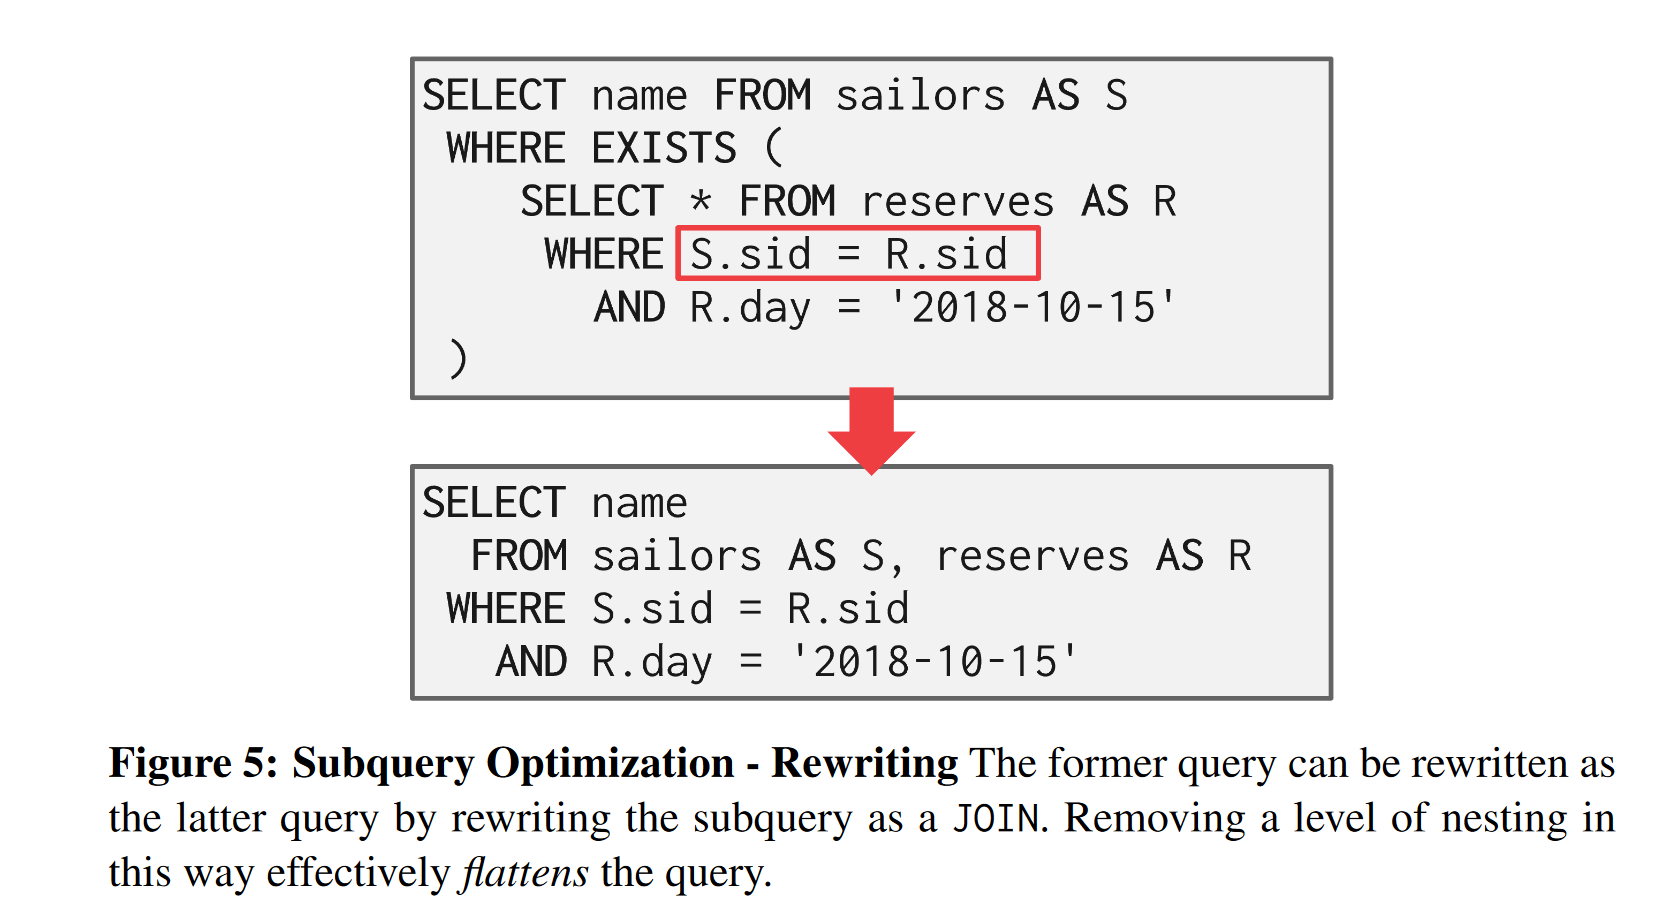 SELECT name FROM sailors AS S
WHERE EXISTS (
SELECT * FROM reserves AS R
WHERE S.sid = R.sid
AND R.day = '2018-10-15'
)
SELECT name
FROM sailors AS S, reserves AS R
WHERE S.sid = R.sid
AND R.day = '2018-10-15'
Figure 5: Subquery Optimization - Rewriting The former query can be rewritten as
the latter query by rewriting the subquery as a JOIN. Removing a level of nesting in
this way effectively flattens the query.